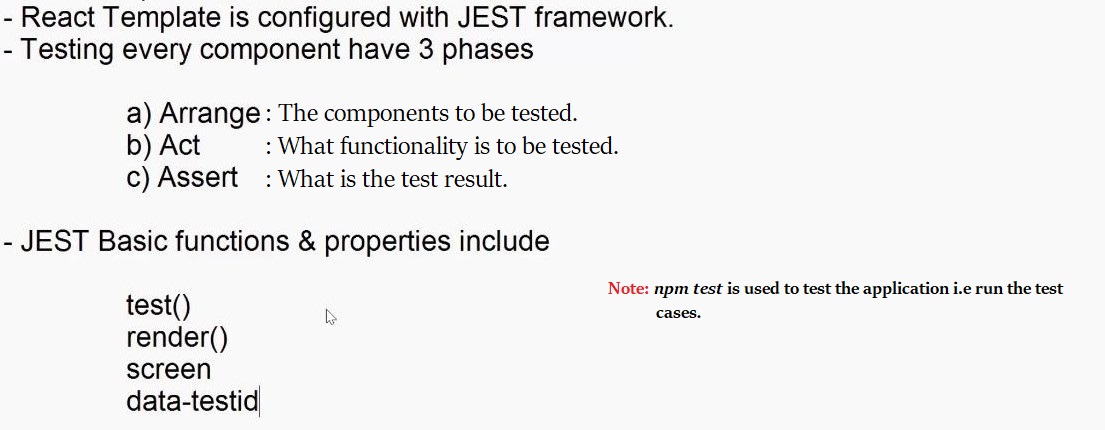 - React Template is configured with JEST framework.
- Testing every component have 3 phases
a) Arrange : The components to be tested.
b) Act : What functionality is to be tested.
c) Assert : What is the test result.
- JEST Basic functions & properties include
Note: npm test is used to test the application i.e run the test
cases.
test()
render()
screen
data-testid